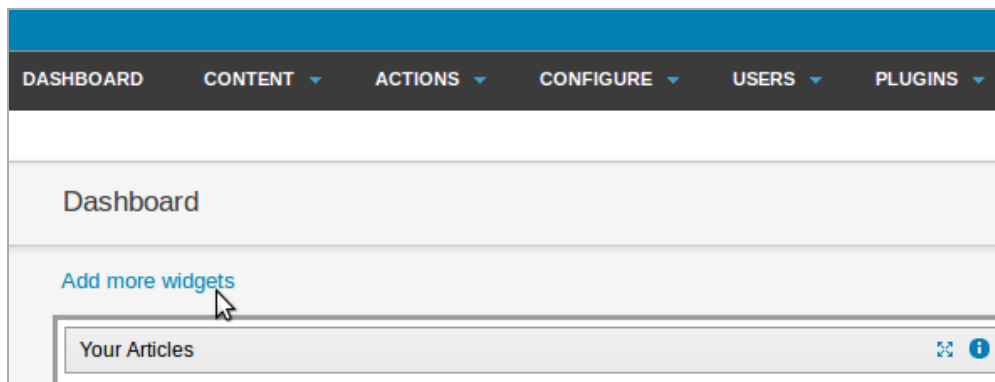 DASHBOARD CONTENT ACTIONS CONFIGURE USERS PLUGINS
Dashboard
Add more widgets
Your Articles